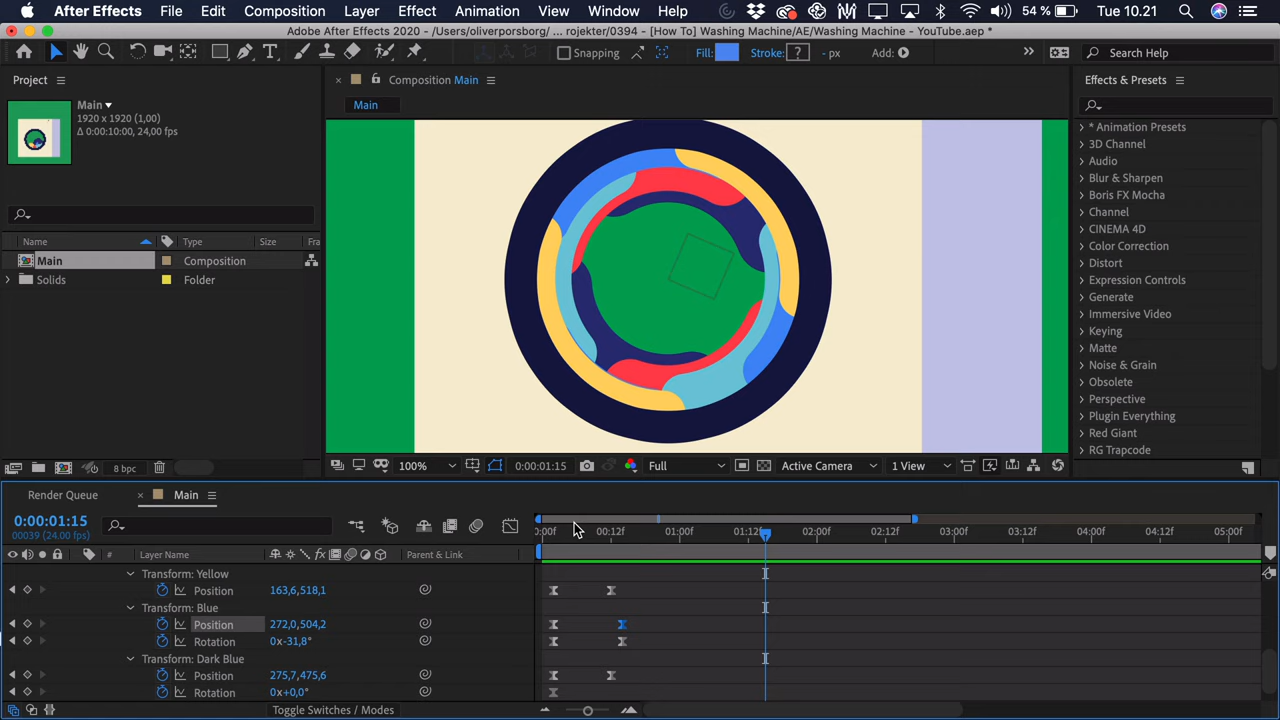 After Effects File Edit Composition Layer Effect Animation View Window Help 54 % Tue 10.21
Adobe After Effects 2020 - /Users/oliverporsborg/ ... rojekter/0394 - [How To] Washing Machine/AE/Washing Machine - YouTube.aep *
Snapping Fill: Stroke: ? - px Add: Search Help
Project
Composition Main
Effects & Presets
Main
1920 x 1920 (1,00)
Δ 0:00:10:00, 24,00 fps
Main
* Animation Presets
3D Channel
Audio
Blur & Sharpen
Boris FX Mocha
Channel
CINEMA 4D
Color Correction
Distort
Expression Controls
Generate
Immersive Video
Keying
Matte
Noise & Grain
Obsolete
Perspective
Plugin Everything
Red Giant
RG Trapcode
Name Type Size Fra
Main Composition
Solids Folder
8 bpc
100% 0:00:01:15 Full Active Camera 1 View
Render Queue Main
0:00:01:15
00039 (24.00 fps)
:00f 00:12f 01:00f 01:12f 02:00f 02:12f 03:00f 03:12f 04:00f 04:12f 05:00f
Layer Name Parent & Link
Transform: Yellow
Position 163,6,518,1
Transform: Blue
Position 272,0,504,2
Rotation 0x-31,8°
Transform: Dark Blue
Position 275,7,475,6
Rotation 0x+0,0°
Toggle Switches / Modes